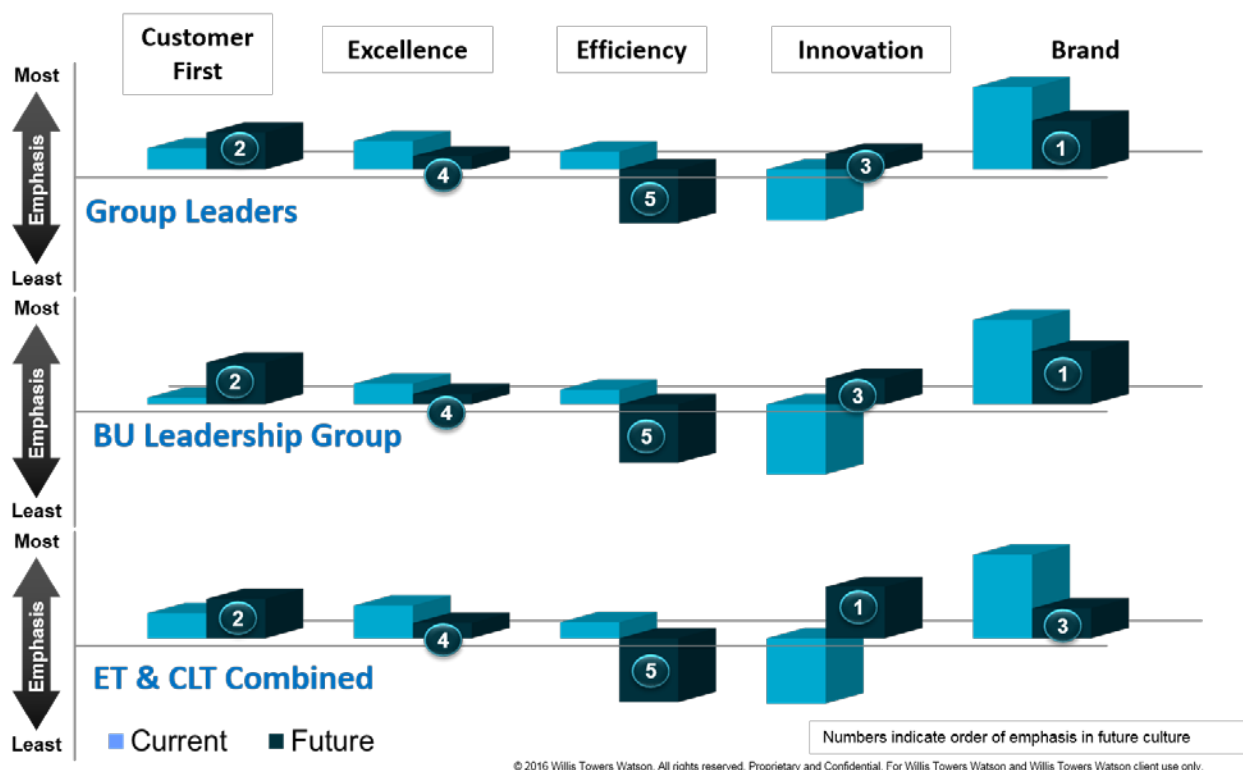 Customer
First
Excellence
Efficiency
Innovation
Brand
Most
Emphasis
Least
2
4
5
3
1
Group Leaders
Most
Emphasis
Least
2
4
5
3
1
BU Leadership Group
Most
Emphasis
Least
2
4
5
1
3
ET & CLT Combined
Current
Future
Numbers indicate order of emphasis in future culture
© 2016 Willis Towers Watson. All rights reserved. Proprietary and Confidential. For Willis Towers Watson and Willis Towers Watson client use only.